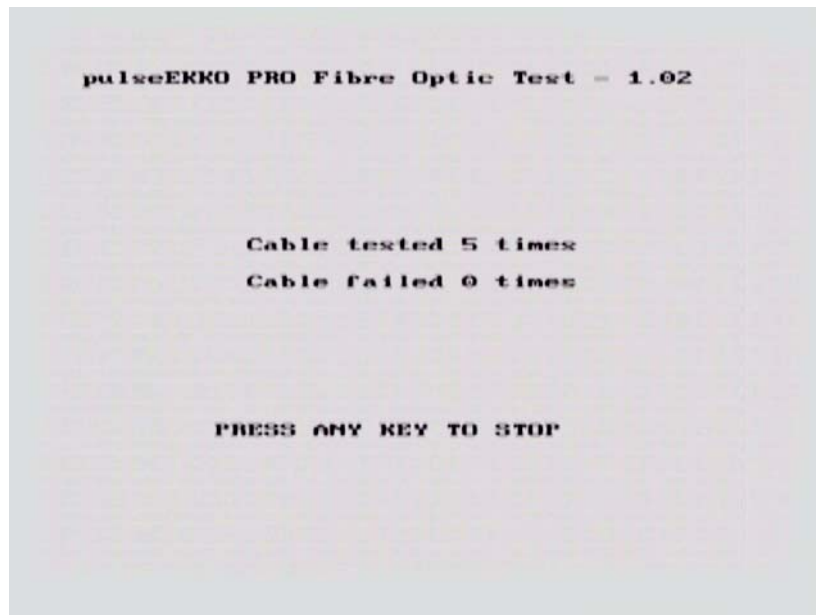 pulseEKKO PRO Fibre Optic Test - 1.02
Cable tested 5 times
Cable failed 0 times
PRESS ANY KEY TO STOP